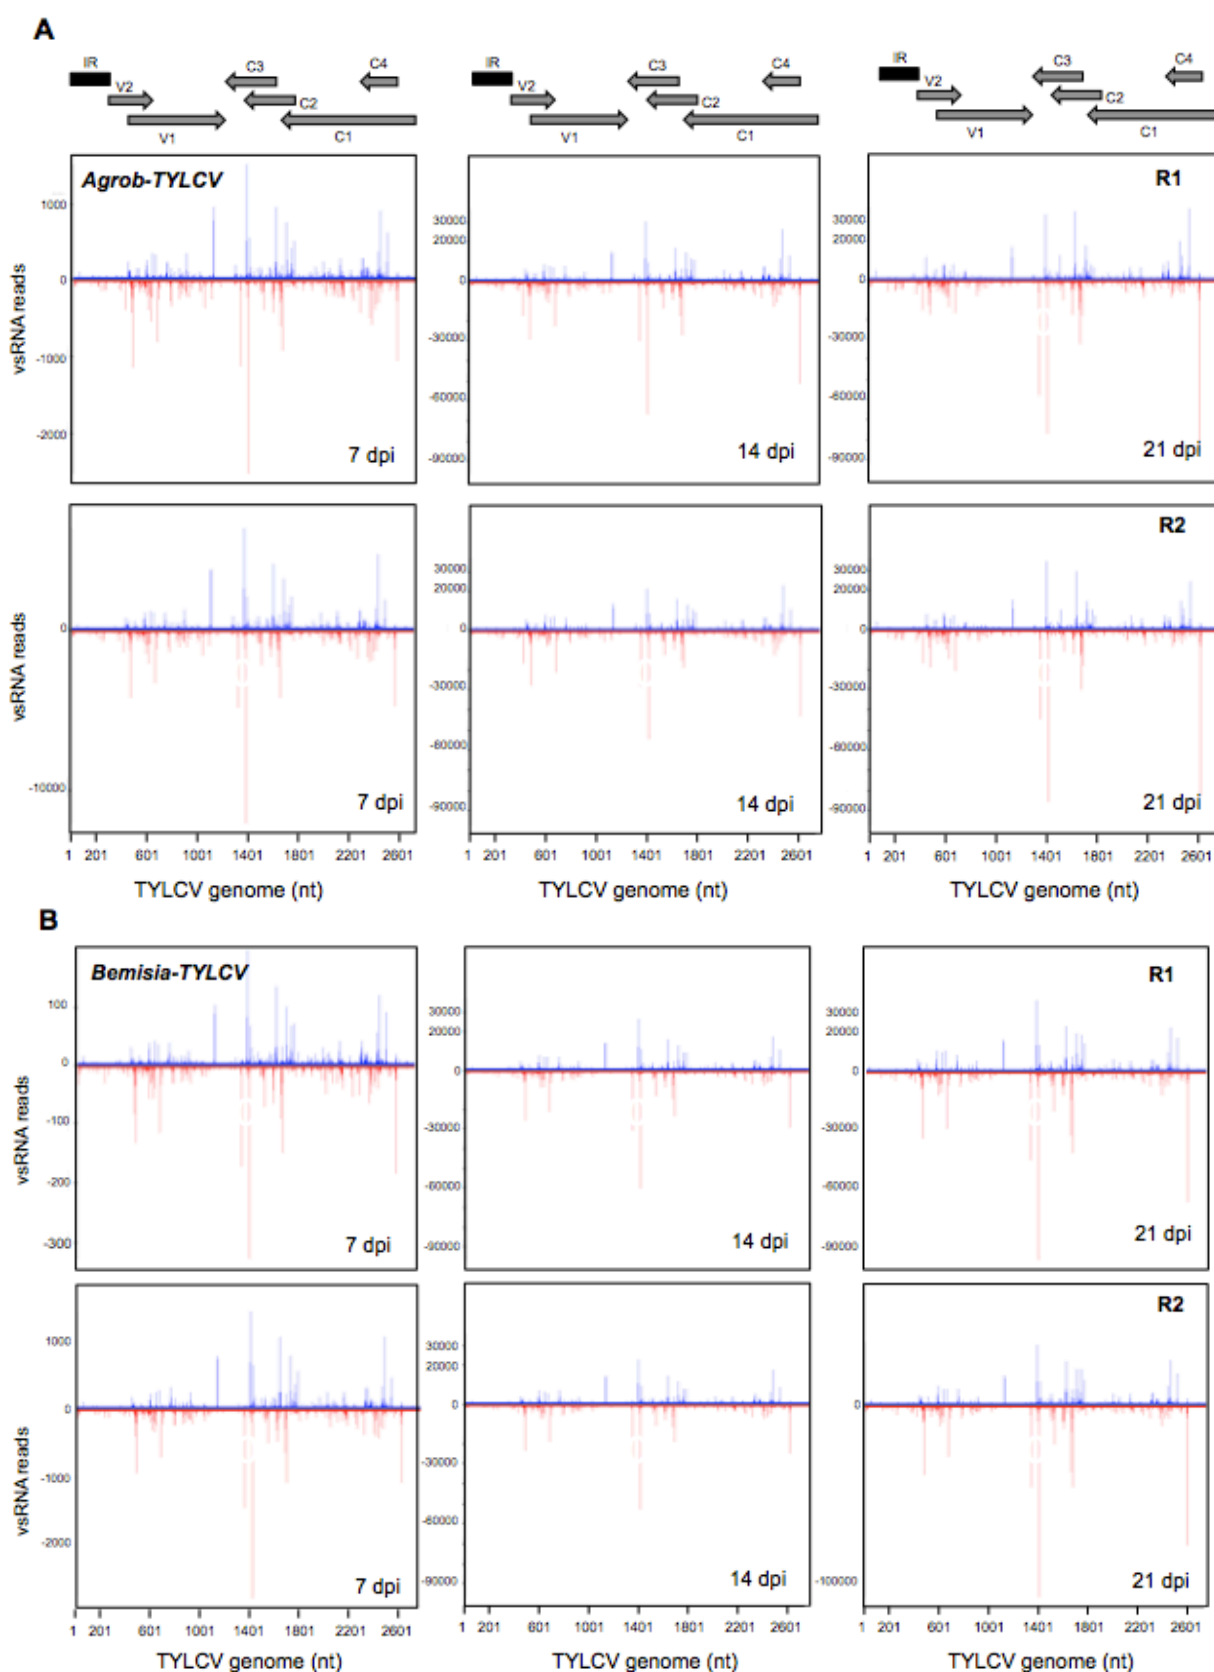 A
IR IR IR
C3 C4 C3 C4 C3 C4
V2 C2 V2 C2 V2 C2
V1 C1 V1 C1 V1 C1
Agrob-TYLCV R1
vsRNA reads
1000
0
-1000
-2000
7 dpi
30000
20000
0
-30000
-60000
-90000
14 dpi
30000
20000
0
-30000
-60000
-90000
21 dpi
R2
vsRNA reads
0
-10000
7 dpi
30000
20000
0
-30000
-60000
-90000
14 dpi
30000
20000
0
-30000
-60000
-90000
21 dpi
1 201 601 1001 1401 1801 2201 2601
1 201 601 1001 1401 1801 2201 2601
1 201 601 1001 1401 1801 2201 2601
TYLCV genome (nt) TYLCV genome (nt) TYLCV genome (nt)
B
Bemisia-TYLCV R1
vsRNA reads
100
0
-100
-200
-300
7 dpi
30000
20000
0
-30000
-60000
-90000
14 dpi
30000
20000
0
-30000
-60000
-90000
21 dpi
R2
vsRNA reads
1000
0
-1000
-2000
7 dpi
30000
20000
0
-30000
-60000
-90000
14 dpi
0
-100000
21 dpi
1 201 601 1001 1401 1801 2201 2601
1 201 601 1001 1401 1801 2201 2601
1 201 601 1001 1401 1801 2201 2601
TYLCV genome (nt) TYLCV genome (nt) TYLCV genome (nt)